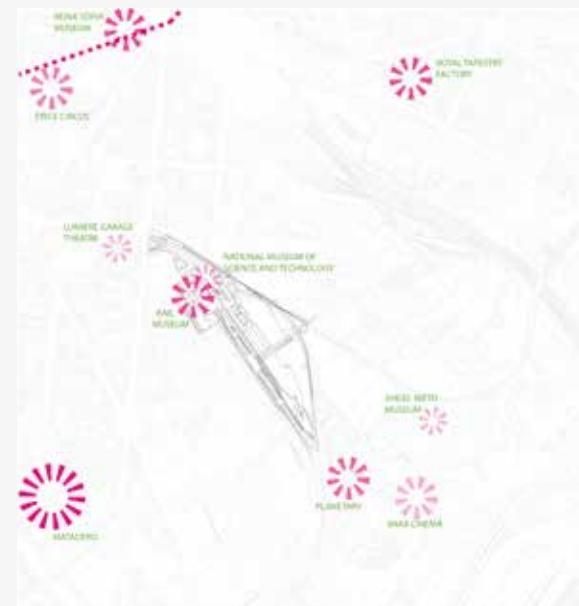 REINA SOFIA
MUSEUM
ROYAL TAPESTRY
FACTORY
PRICE CIRCUS
LUMIERE GARAGE
THEATRE
NATIONAL MUSEUM OF
SCIENCE AND TECHNOLOGY
RAIL
MUSEUM
MUSEUM
PLANETARY
IMAX CINEMA
MATADERO